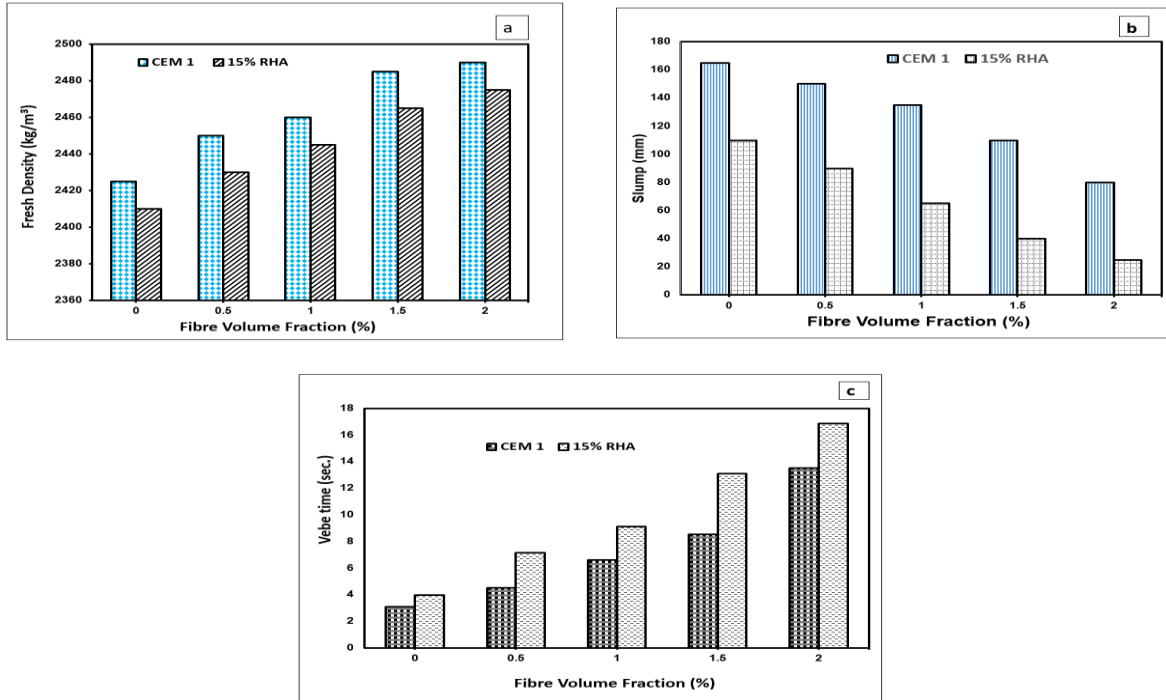 a
2500
2480
2460
2440
2420
2400
2380
2360
Fresh Density (kg/m³)
CEM 1 15% RHA
0 0.5 1 1.5 2
Fibre Volume Fraction (%)
b
180
160
140
120
100
80
60
40
20
0
Slump (mm)
CEM 1 15% RHA
0 0.5 1 1.5 2
Fibre Volume Fraction (%)
c
18
16
14
12
10
8
6
4
2
0
Vebe time (sec.)
CEM 1 15% RHA
0 0.5 1 1.5 2
Fibre Volume Fraction (%)